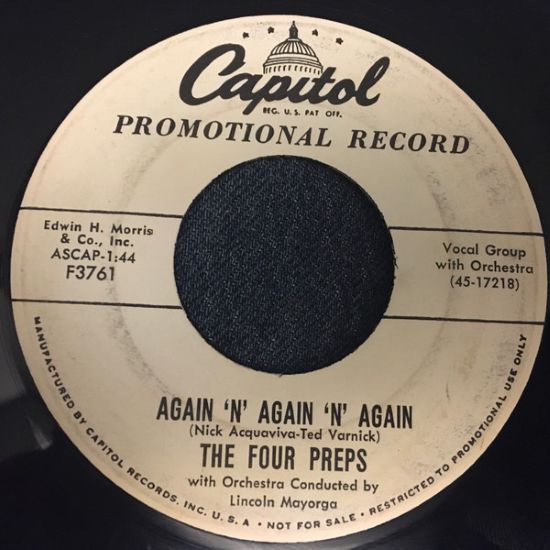 Capitol
REG. U.S. PAT OFF.
PROMOTIONAL RECORD
Edwin H. Morris
& Co., Inc.
ASCAP-1:44
F3761
Vocal Group
with Orchestra
(45-17218)
AGAIN 'N' AGAIN 'N' AGAIN
(Nick Acquaviva-Ted Varnick)
THE FOUR PREPS
with Orchestra Conducted by
Lincoln Mayorga
MANUFACTURED BY CAPITOL RECORDS, INC. U.S.A. • NOT FOR SALE • RESTRICTED TO PROMOTIONAL USE ONLY